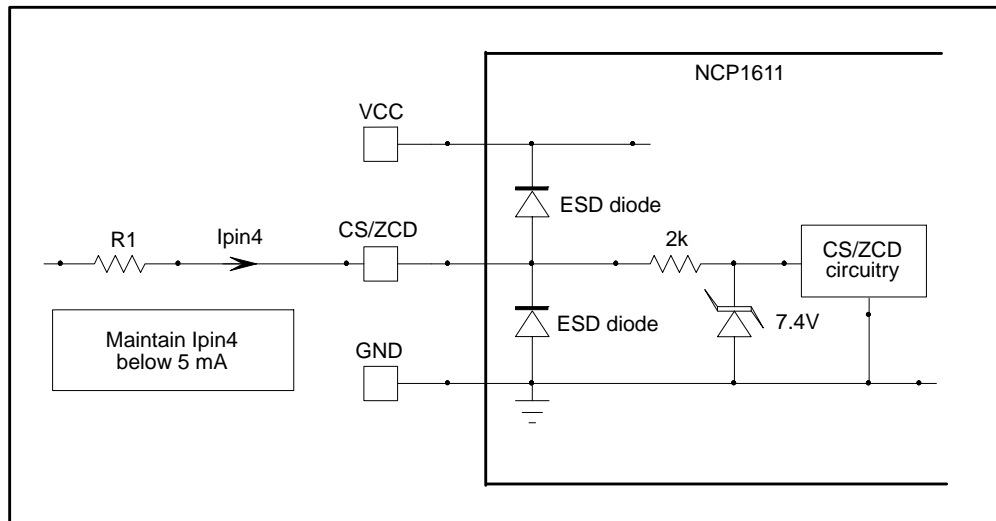 NCP1611
VCC
ESD diode
R1
Ipin4
CS/ZCD
2k
CS/ZCD
circuitry
ESD diode
7.4V
Maintain Ipin4
below 5 mA
GND